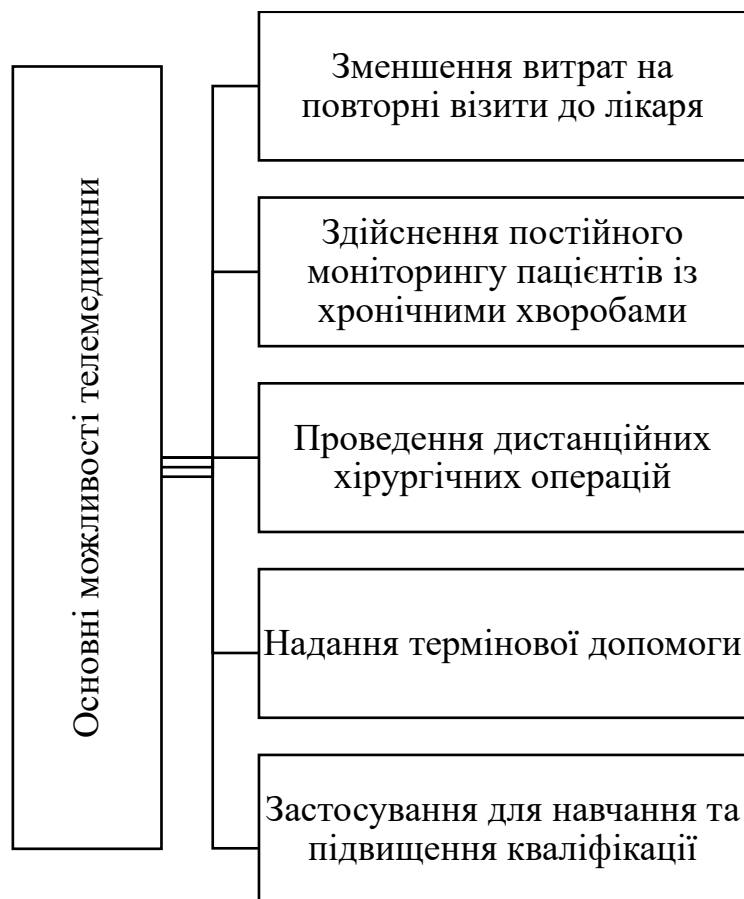 Основні можливості телемедицини
Зменшення витрат на
повторні візити до лікаря
Здійснення постійного
моніторингу пацієнтів із
хронічними хворобами
Проведення дистанційних
хірургічних операцій
Надання термінової допомоги
Застосування для навчання та
підвищення кваліфікації